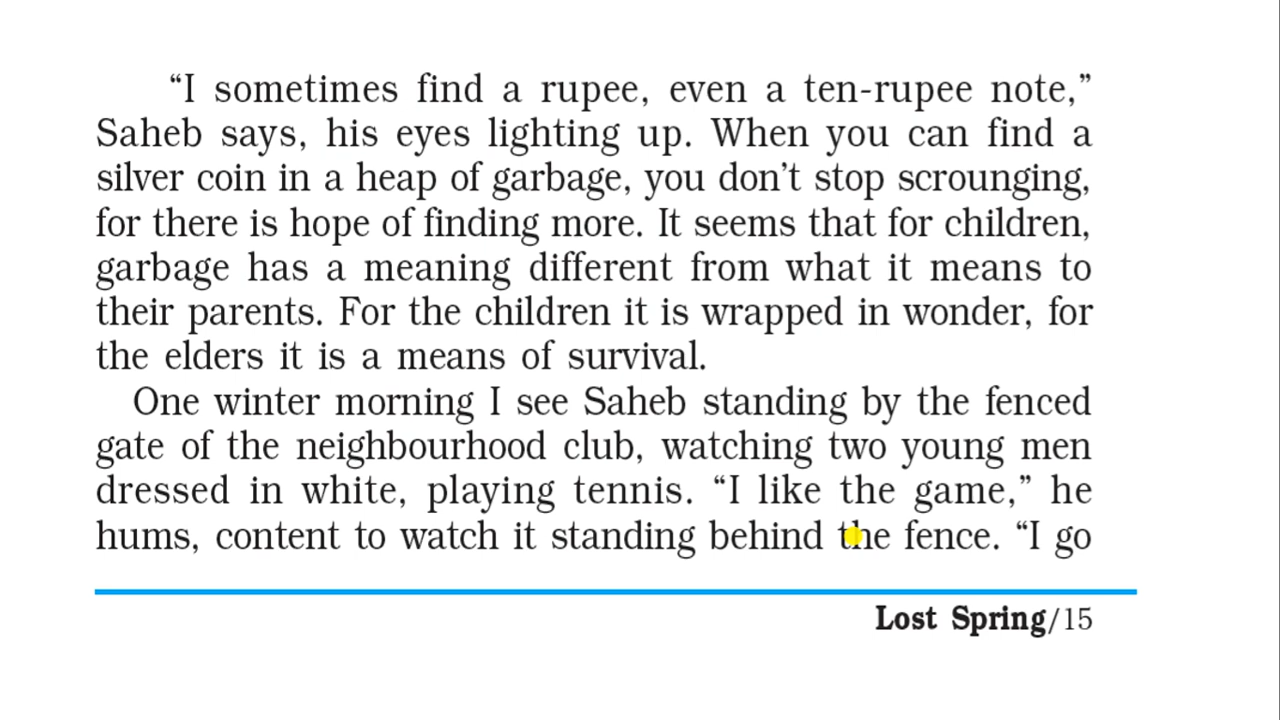 “I sometimes find a rupee, even a ten-rupee note,”
Saheb says, his eyes lighting up. When you can find a
silver coin in a heap of garbage, you don’t stop scrounging,
for there is hope of finding more. It seems that for children,
garbage has a meaning different from what it means to
their parents. For the children it is wrapped in wonder, for
the elders it is a means of survival.
One winter morning I see Saheb standing by the fenced
gate of the neighbourhood club, watching two young men
dressed in white, playing tennis. “I like the game,” he
hums, content to watch it standing behind the fence. “I go
Lost Spring/15